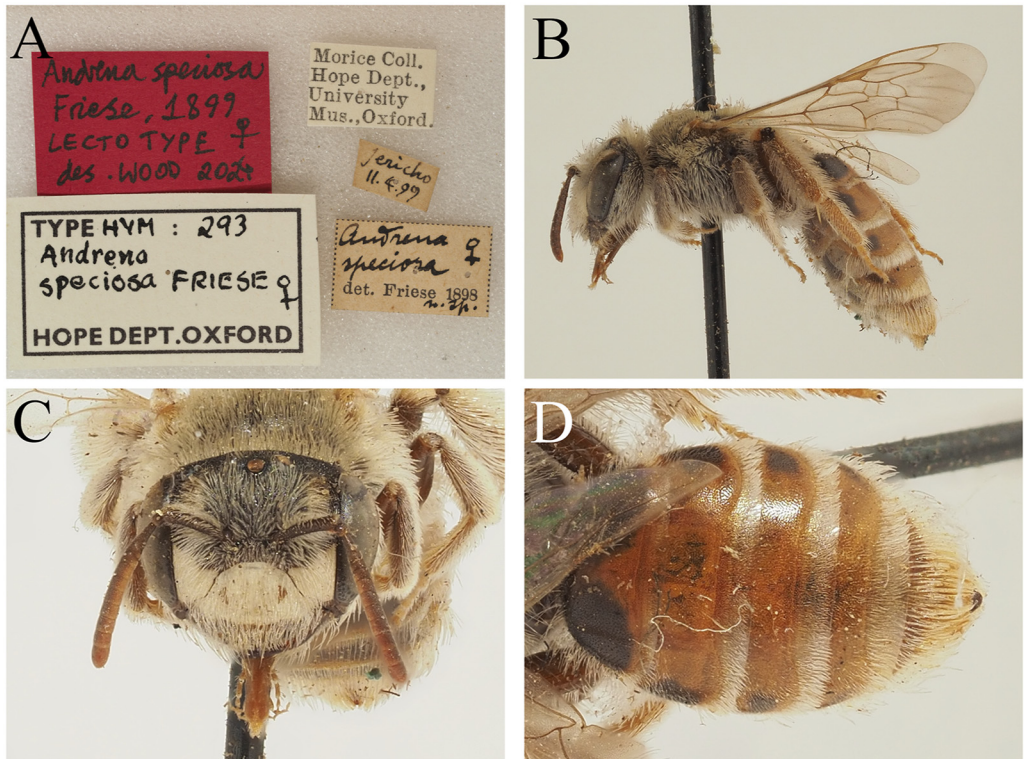 A
Andrena speciosa
Friese, 1899
LECTOTYPE ♀
des. WOOD 2024
Morice Coll.
Hope Dept.,
University
Mus., Oxford.
Jericho
11.4.99
TYPE HYM : 293
Andrena
speciosa FRIESE ♀
HOPE DEPT. OXFORD
Andrena ♀
speciosa
det. Friese 1898
n. sp.
B
C
D